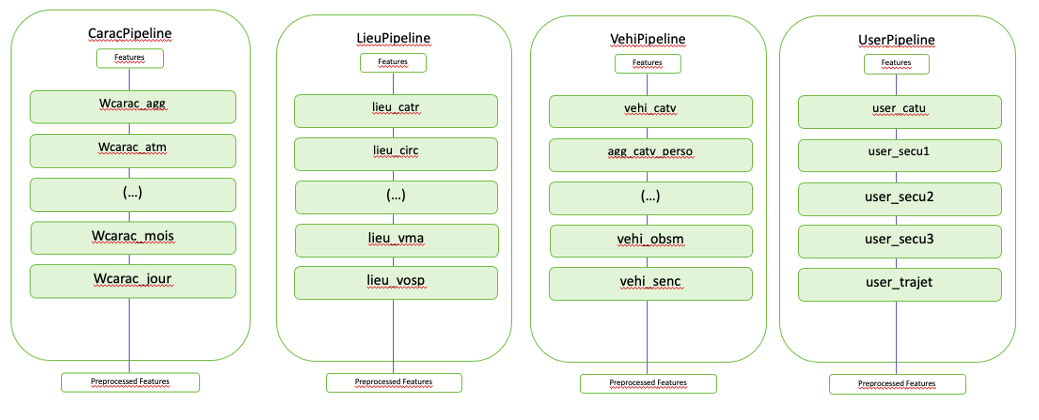 CaracPipeline
Features
Wcarac_agg
Wcarac_atm
(...)
Wcarac_mois
Wcarac_jour
Preprocessed Features
LieuPipeline
Features
lieu_catr
lieu_circ
(...)
lieu_vma
lieu_vosp
Preprocessed Features
VehiPipeline
Features
vehi_catv
agg_catv_perso
(...)
vehi_obsm
vehi_senc
Preprocessed Features
UserPipeline
Features
user_catu
user_secu1
user_secu2
user_secu3
user_trajet
Preprocessed Features